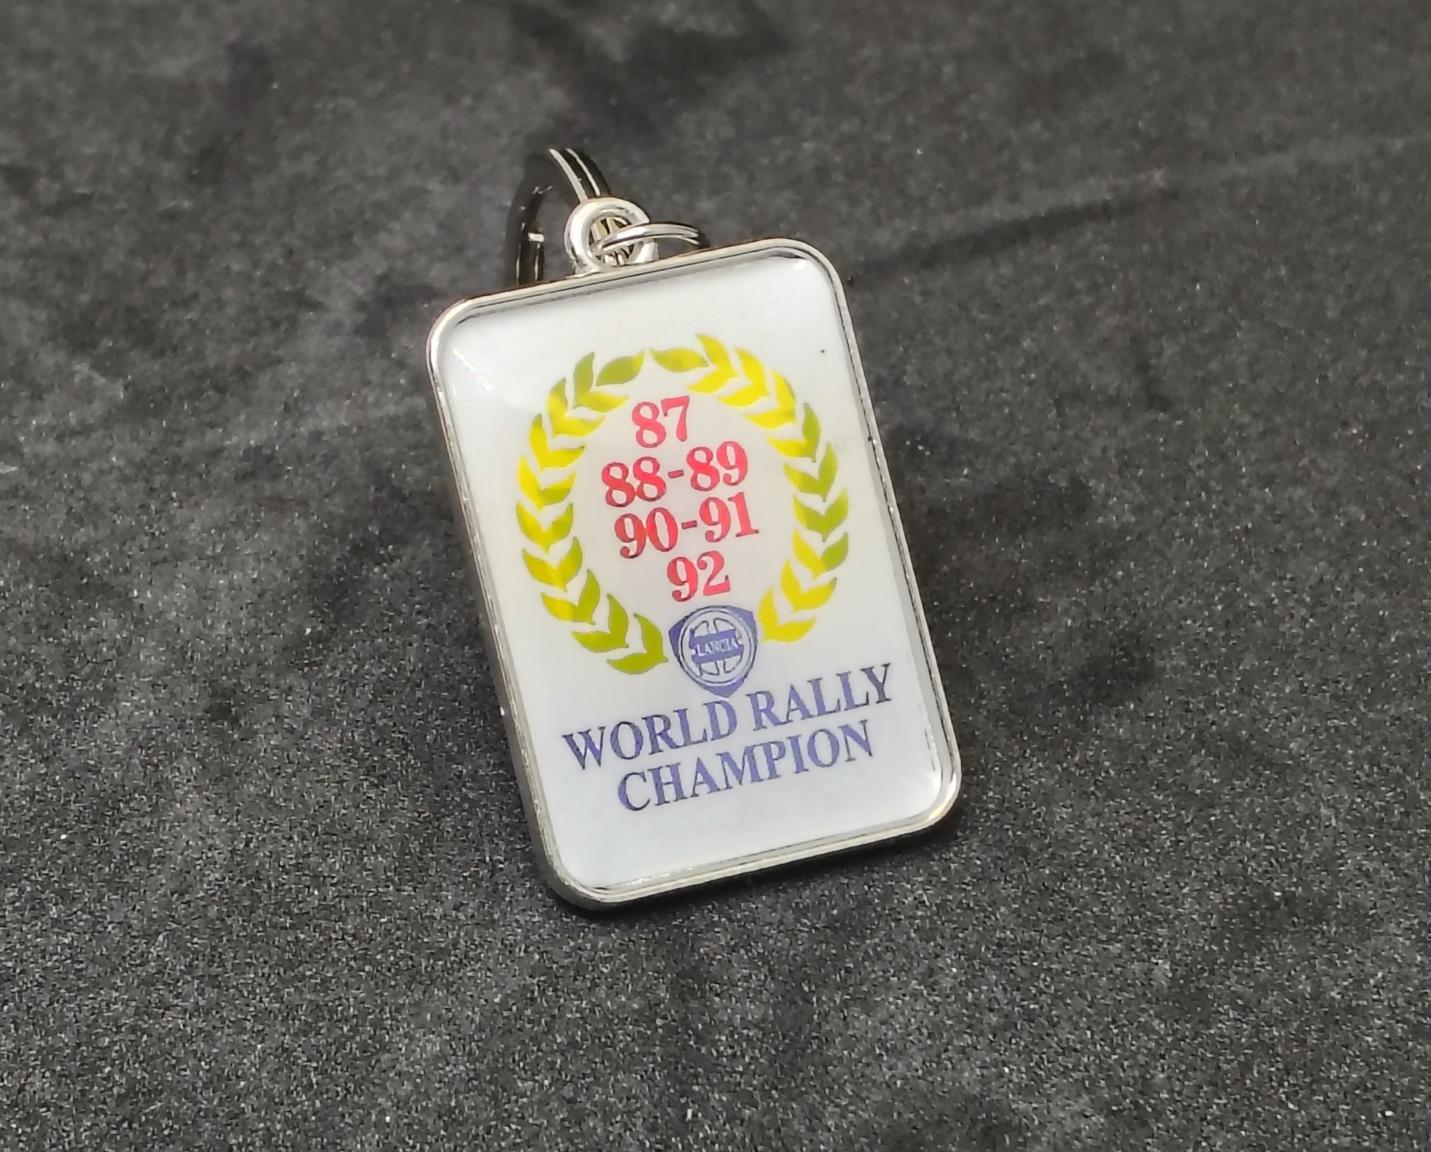 87
88-89
90-91
92
LANCIA
WORLD RALLY
CHAMPION